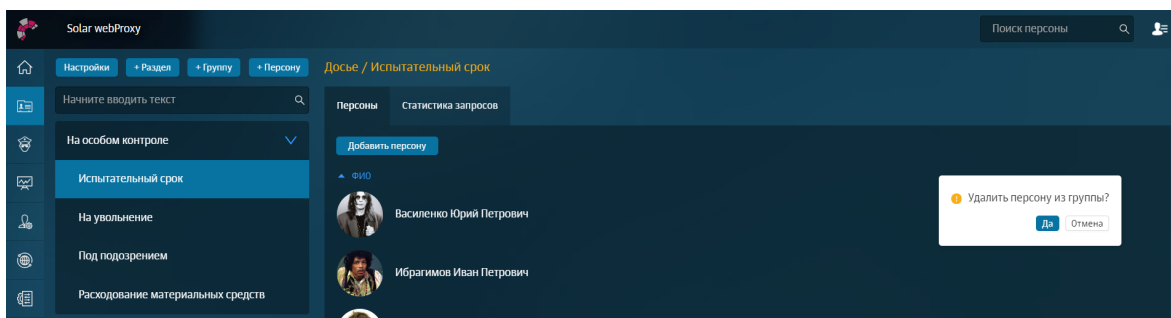 Solar webProxy
Поиск персоны
Настройки + Раздел + Группу + Персону
Досье / Испытательный срок
Начните вводить текст
Персоны Статистика запросов
На особом контроле
Добавить персону
Испытательный срок
ФИО
Удалить персону из группы?
Да Отмена
На увольнение
Василенко Юрий Петрович
Под подозрением
Ибрагимов Иван Петрович
Расходование материальных средств